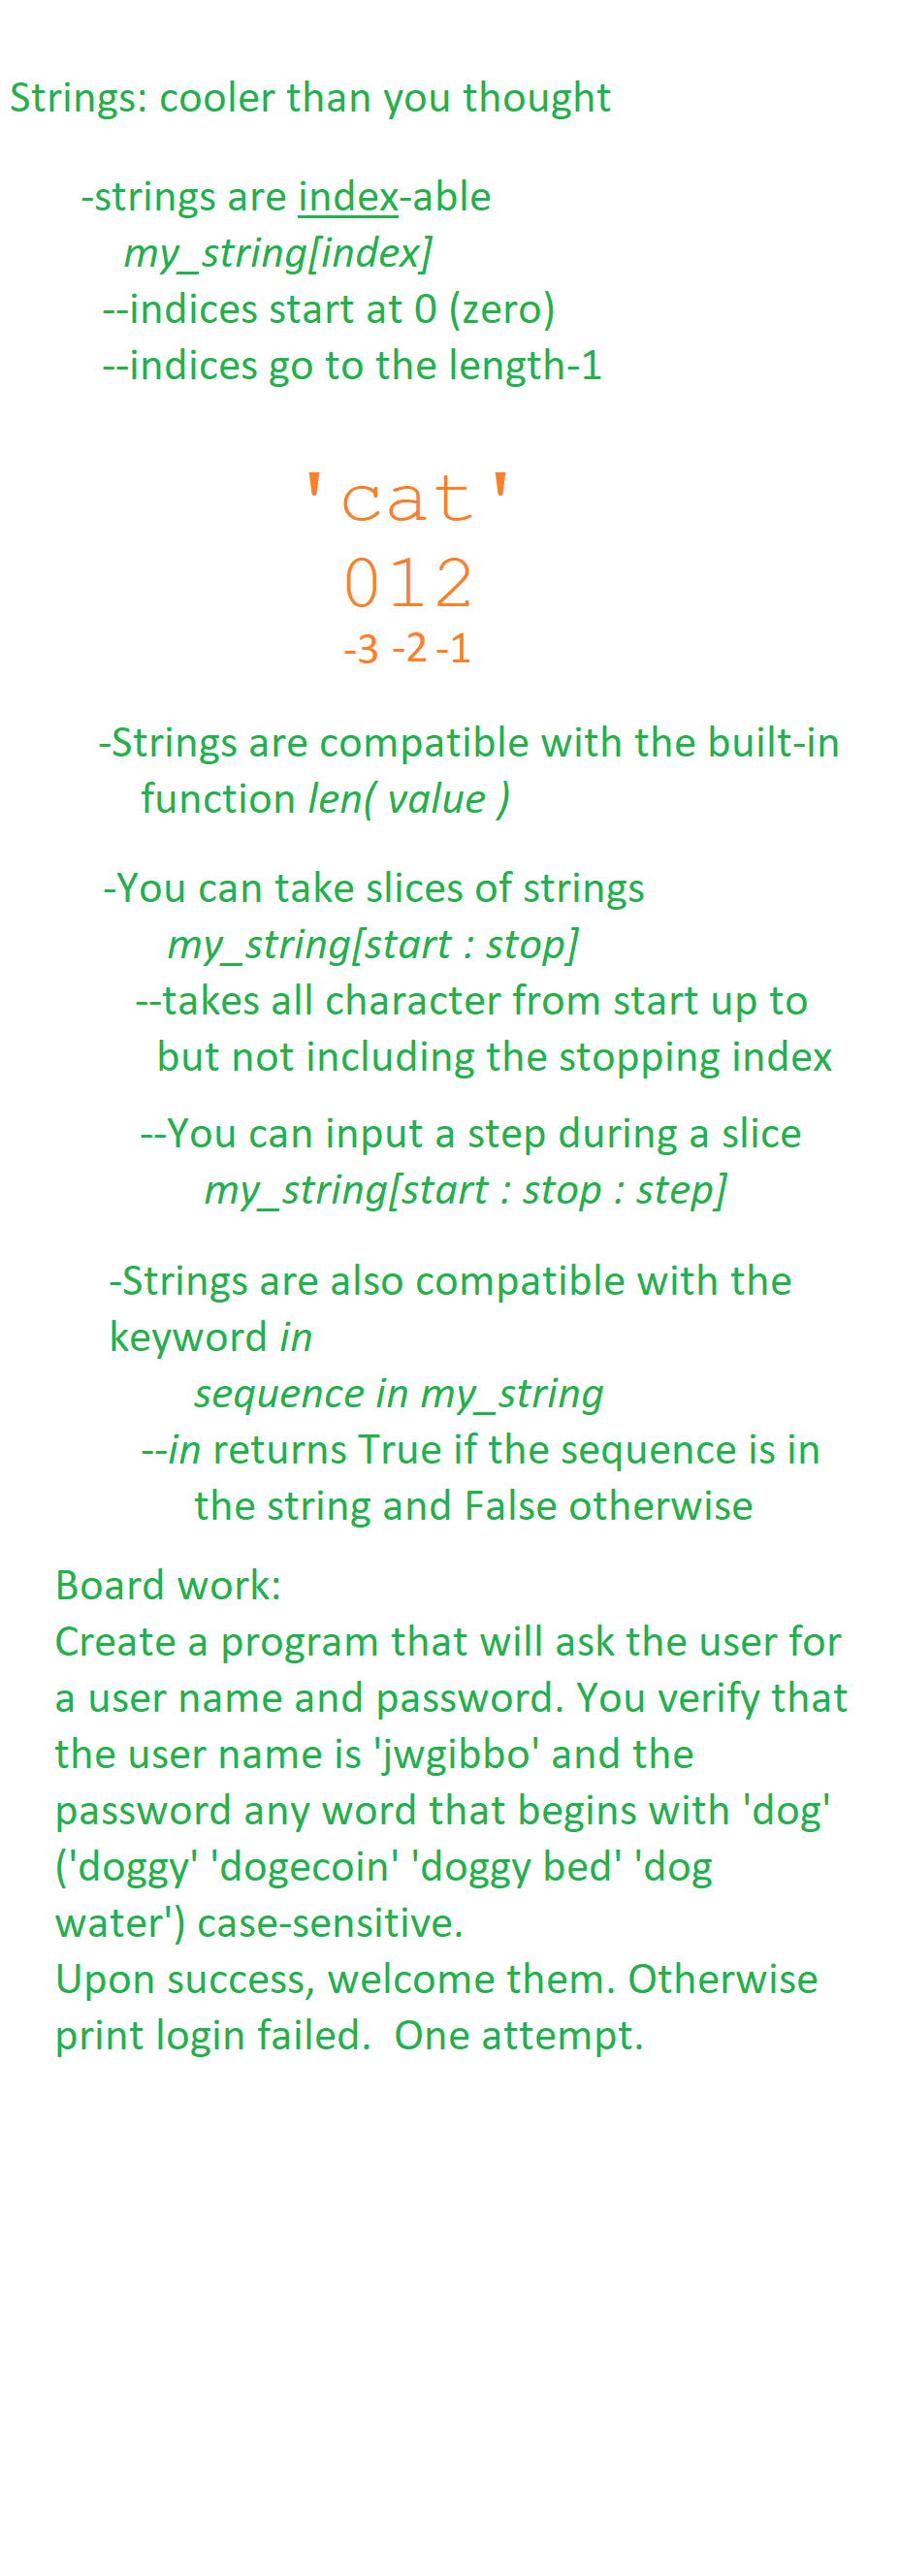 Strings: cooler than you thought
-strings are index-able
my_string[index]
--indices start at 0 (zero)
--indices go to the length-1
'cat'
012
-3 -2 -1
-Strings are compatible with the built-in
function len( value )
-You can take slices of strings
my_string[start : stop]
--takes all character from start up to
but not including the stopping index
--You can input a step during a slice
my_string[start : stop : step]
-Strings are also compatible with the
keyword in
sequence in my_string
--in returns True if the sequence is in
the string and False otherwise
Board work:
Create a program that will ask the user for
a user name and password. You verify that
the user name is 'jwgibbo' and the
password any word that begins with 'dog'
('doggy' 'dogecoin' 'doggy bed' 'dog
water') case-sensitive.
Upon success, welcome them. Otherwise
print login failed.  One attempt.